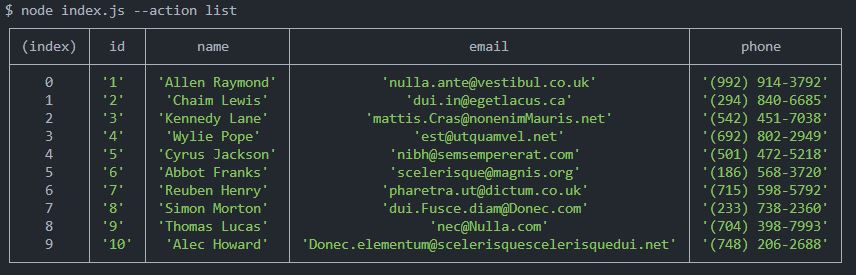 $ node index.js --action list
(index) id name email phone
0 '1' 'Allen Raymond' 'nulla.ante@vestibul.co.uk' '(992) 914-3792'
1 '2' 'Chaim Lewis' 'dui.in@egetlacus.ca' '(294) 840-6685'
2 '3' 'Kennedy Lane' 'mattis.Cras@nonenimMauris.net' '(542) 451-7038'
3 '4' 'Wylie Pope' 'est@utquamvel.net' '(692) 802-2949'
4 '5' 'Cyrus Jackson' 'nibh@semsempererat.com' '(501) 472-5218'
5 '6' 'Abbot Franks' 'scelerisque@magnis.org' '(186) 568-3720'
6 '7' 'Reuben Henry' 'pharetra.ut@dictum.co.uk' '(715) 598-5792'
7 '8' 'Simon Morton' 'dui.Fusce.diam@Donec.com' '(233) 738-2360'
8 '9' 'Thomas Lucas' 'nec@Nulla.com' '(704) 398-7993'
9 '10' 'Alec Howard' 'Donec.elementum@scelerisquescelerisquedui.net' '(748) 206-2688'